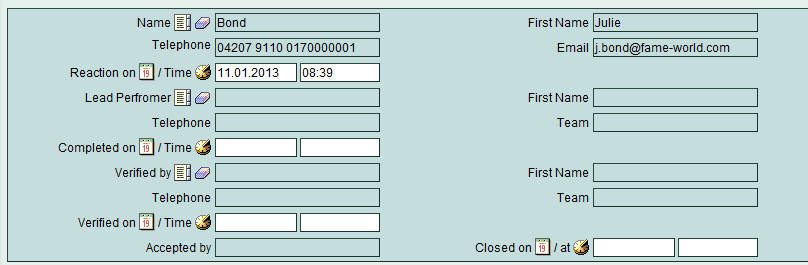 Name Bond First Name Julie
Telephone 04207 9110 0170000001 Email j.bond@fame-world.com
Reaction on 19 / Time 11.01.2013 08:39
Lead Perfromer First Name
Telephone Team
Completed on 19 / Time
Verified by First Name
Telephone Team
Verified on 19 / Time
Accepted by Closed on 19 / at